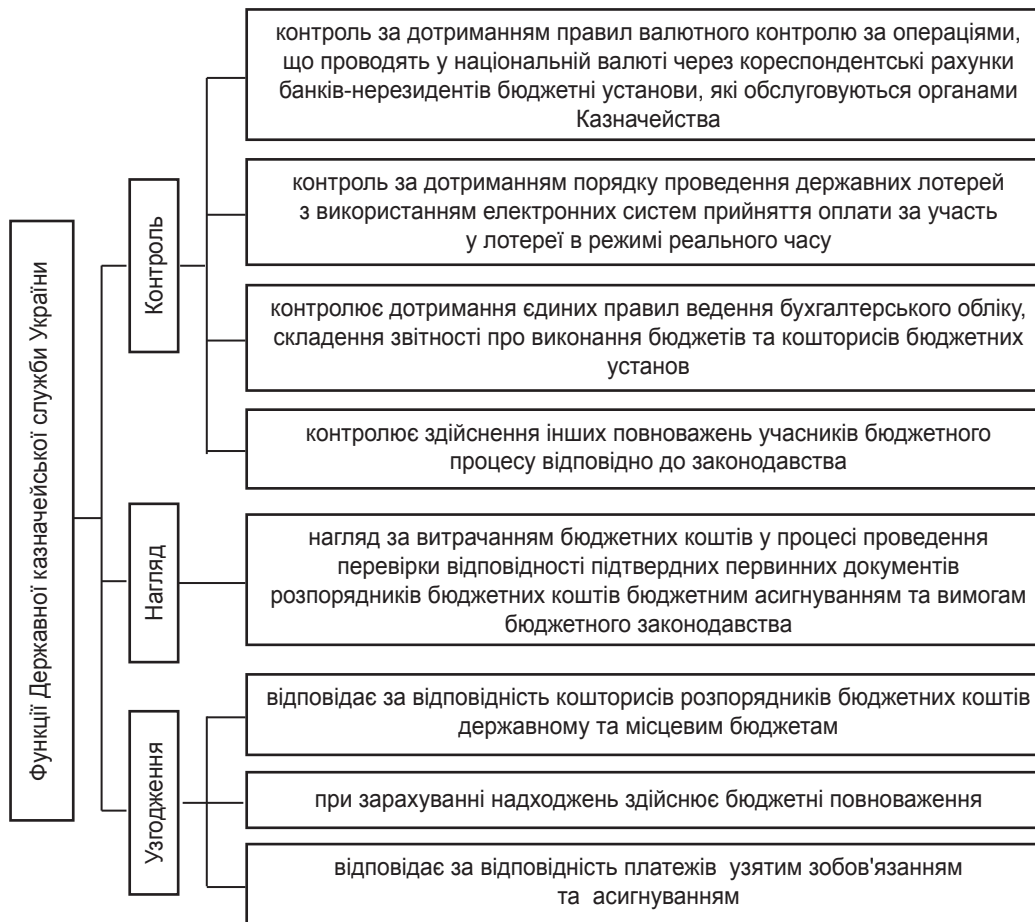 Функції Державної казначейської служби України
Контроль
контроль за дотриманням правил валютного контролю за операціями,
що проводять у національній валюті через кореспондентські рахунки
банків-нерезидентів бюджетні установи, які обслуговуються органами
Казначейства
контроль за дотриманням порядку проведення державних лотерей
з використанням електронних систем прийняття оплати за участь
у лотереї в режимі реального часу
контролює дотримання єдиних правил ведення бухгалтерського обліку,
складення звітності про виконання бюджетів та кошторисів бюджетних
установ
контролює здійснення інших повноважень учасників бюджетного
процесу відповідно до законодавства
Нагляд
нагляд за витрачанням бюджетних коштів у процесі проведення
перевірки відповідності підтвердних первинних документів
розпорядників бюджетних коштів бюджетним асигнуванням та вимогам
бюджетного законодавства
Узгодження
відповідає за відповідність кошторисів розпорядників бюджетних коштів
державному та місцевим бюджетам
при зарахуванні надходжень здійснює бюджетні повноваження
відповідає за відповідність платежів узятим зобов'язанням
та асигнуванням